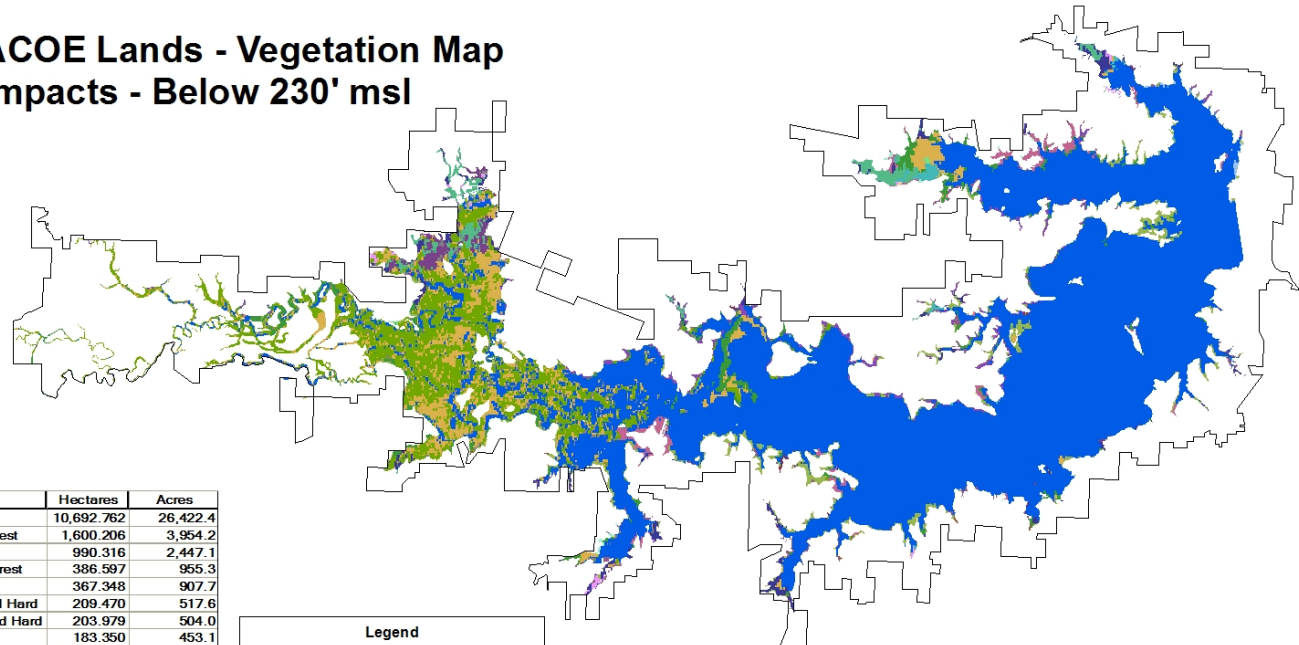 ACOE Lands - Vegetation Map
mpacts - Below 230' msl
Hectares Acres
10,692.762 26,422.4
est 1,600.206 3,954.2
990.316 2,447.1
rest 386.597 955.3
367.348 907.7
d Hard 209.470 517.6
d Hard 203.979 504.0
183.350 453.1
Legend